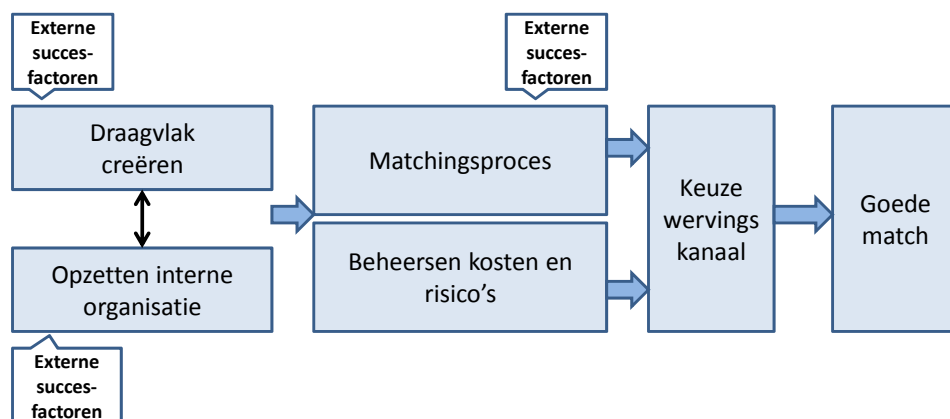 Externe
succes-
factoren
Externe
succes-
factoren
Draagvlak
creëren
Matchingsproces
Keuze
wervings
kanaal
Goede
match
Opzetten interne
organisatie
Beheersen kosten en
risico's
Externe
succes-
factoren